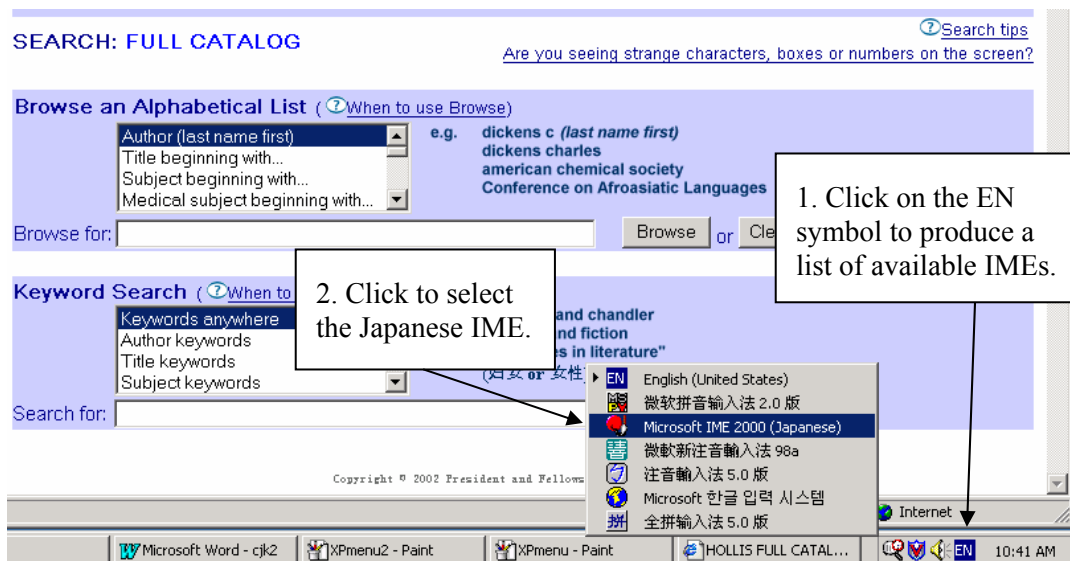 SEARCH: FULL CATALOG
Search tips
Are you seeing strange characters, boxes or numbers on the screen?
Browse an Alphabetical List ( When to use Browse)
Author (last name first)
Title beginning with...
Subject beginning with...
Medical subject beginning with...
e.g. dickens c (last name first)
dickens charles
american chemical society
Conference on Afroasiatic Languages
Browse for:
Browse or Cle
1. Click on the EN
symbol to produce a
list of available IMEs.
Keyword Search ( When to
Keywords anywhere
Author keywords
Title keywords
Subject keywords
2. Click to select
the Japanese IME.
and chandler
nd fiction
es in literature"
(妇女 or 女性
Search for:
EN English (United States)
微软拼音输入法 2.0 版
Microsoft IME 2000 (Japanese)
微軟新注音輸入法 98a
注音輸入法 5.0 版
Microsoft 한글 입력 시스템
全拼输入法 5.0 版
Copyright © 2002 President and Fellows
Internet
Microsoft Word - cjk2
XPmenu2 - Paint
XPmenu - Paint
HOLLIS FULL CATAL...
EN
10:41 AM